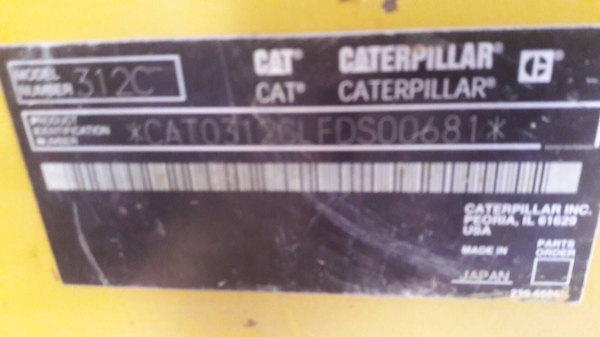 CAT® CATERPILLAR® C
CAT® CATERPILLAR®
MODEL NUMBER 312C
PRODUCT IDENTIFICATION NUMBER *CAT0312CLFDS00681*
CATERPILLAR INC.
PEORIA, IL 61629
USA
MADE IN
JAPAN
PARTS
ORDER